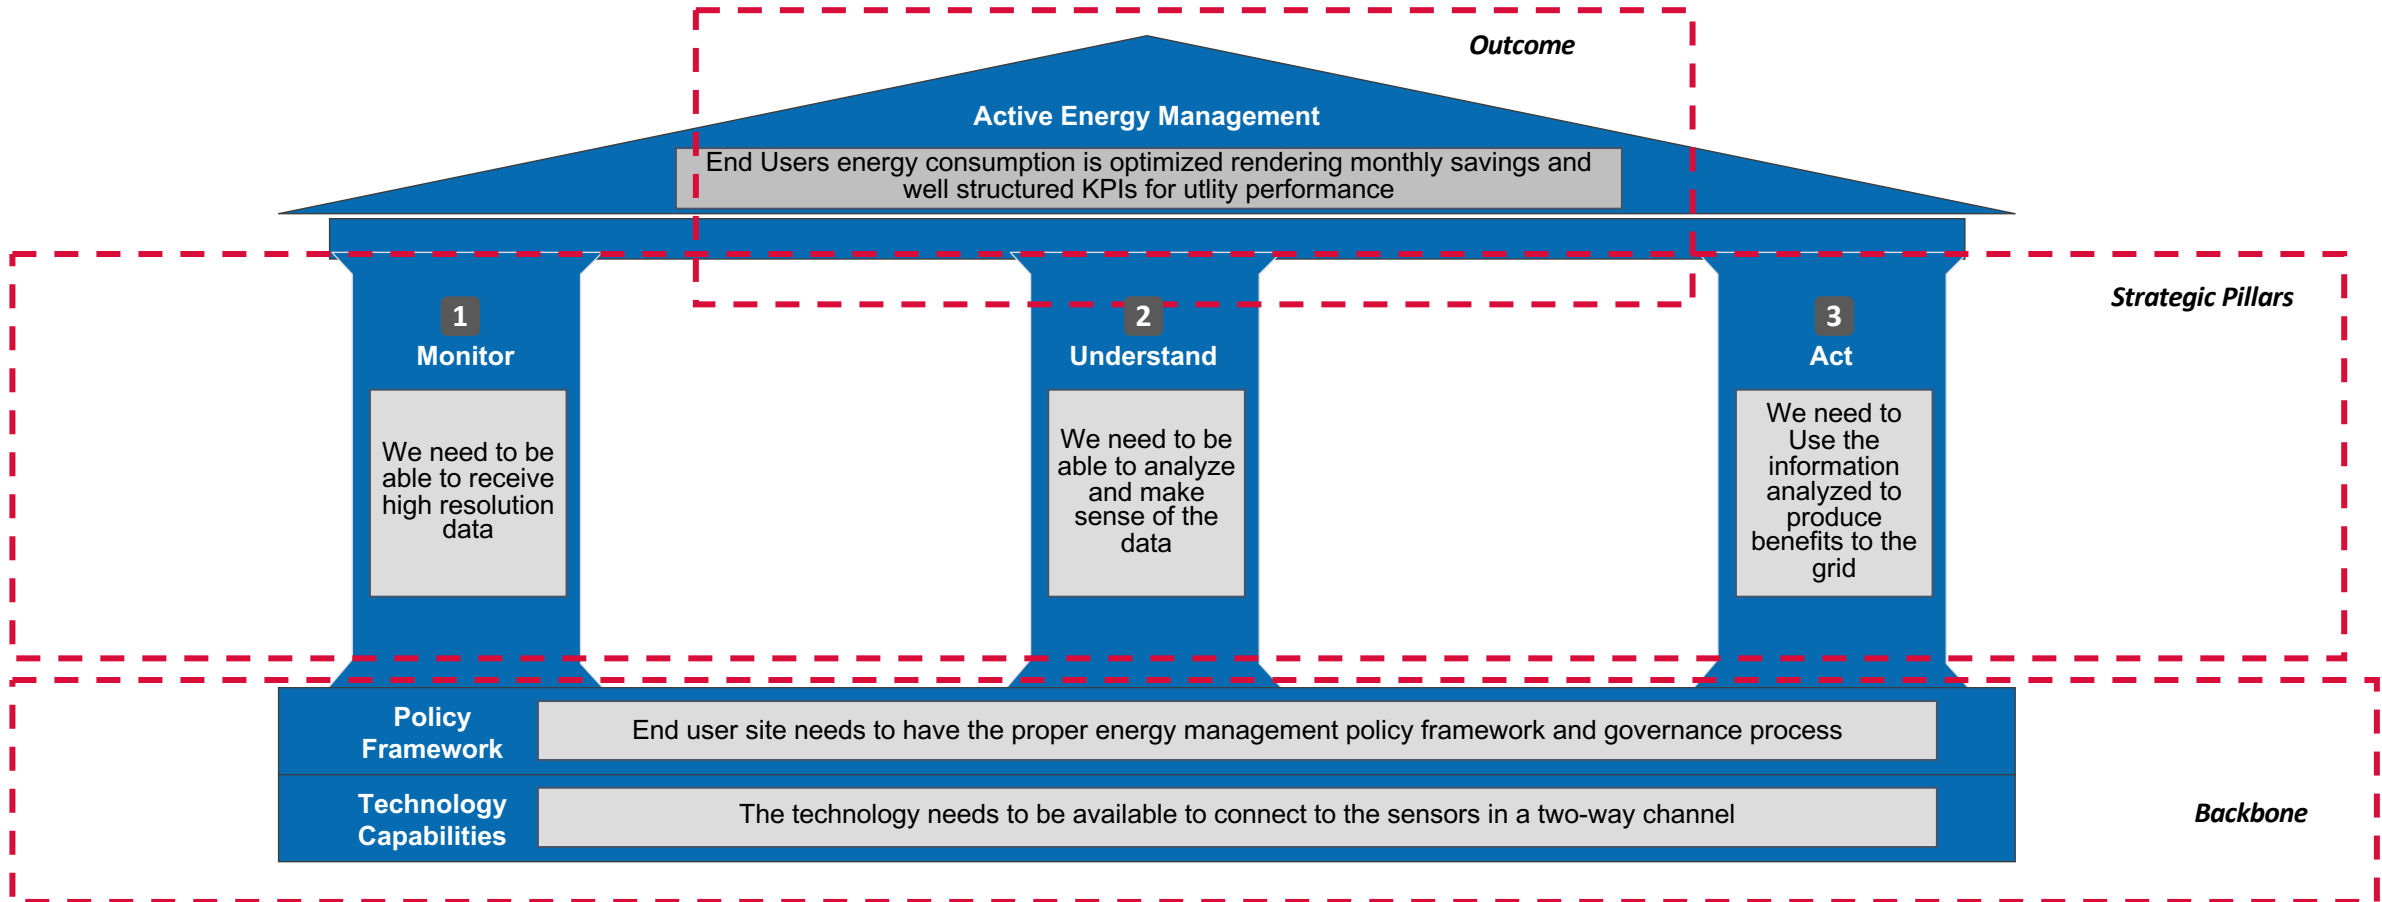 Outcome
Active Energy Management
End Users energy consumption is optimized rendering monthly savings and
well structured KPIs for utlity performance
Strategic Pillars
1
Monitor
We need to be
able to receive
high resolution
data
2
Understand
We need to be
able to analyze
and make
sense of the
data
3
Act
We need to
Use the
information
analyzed to
produce
benefits to the
grid
Policy
Framework
End user site needs to have the proper energy management policy framework and governance process
Technology
Capabilities
The technology needs to be available to connect to the sensors in a two-way channel
Backbone